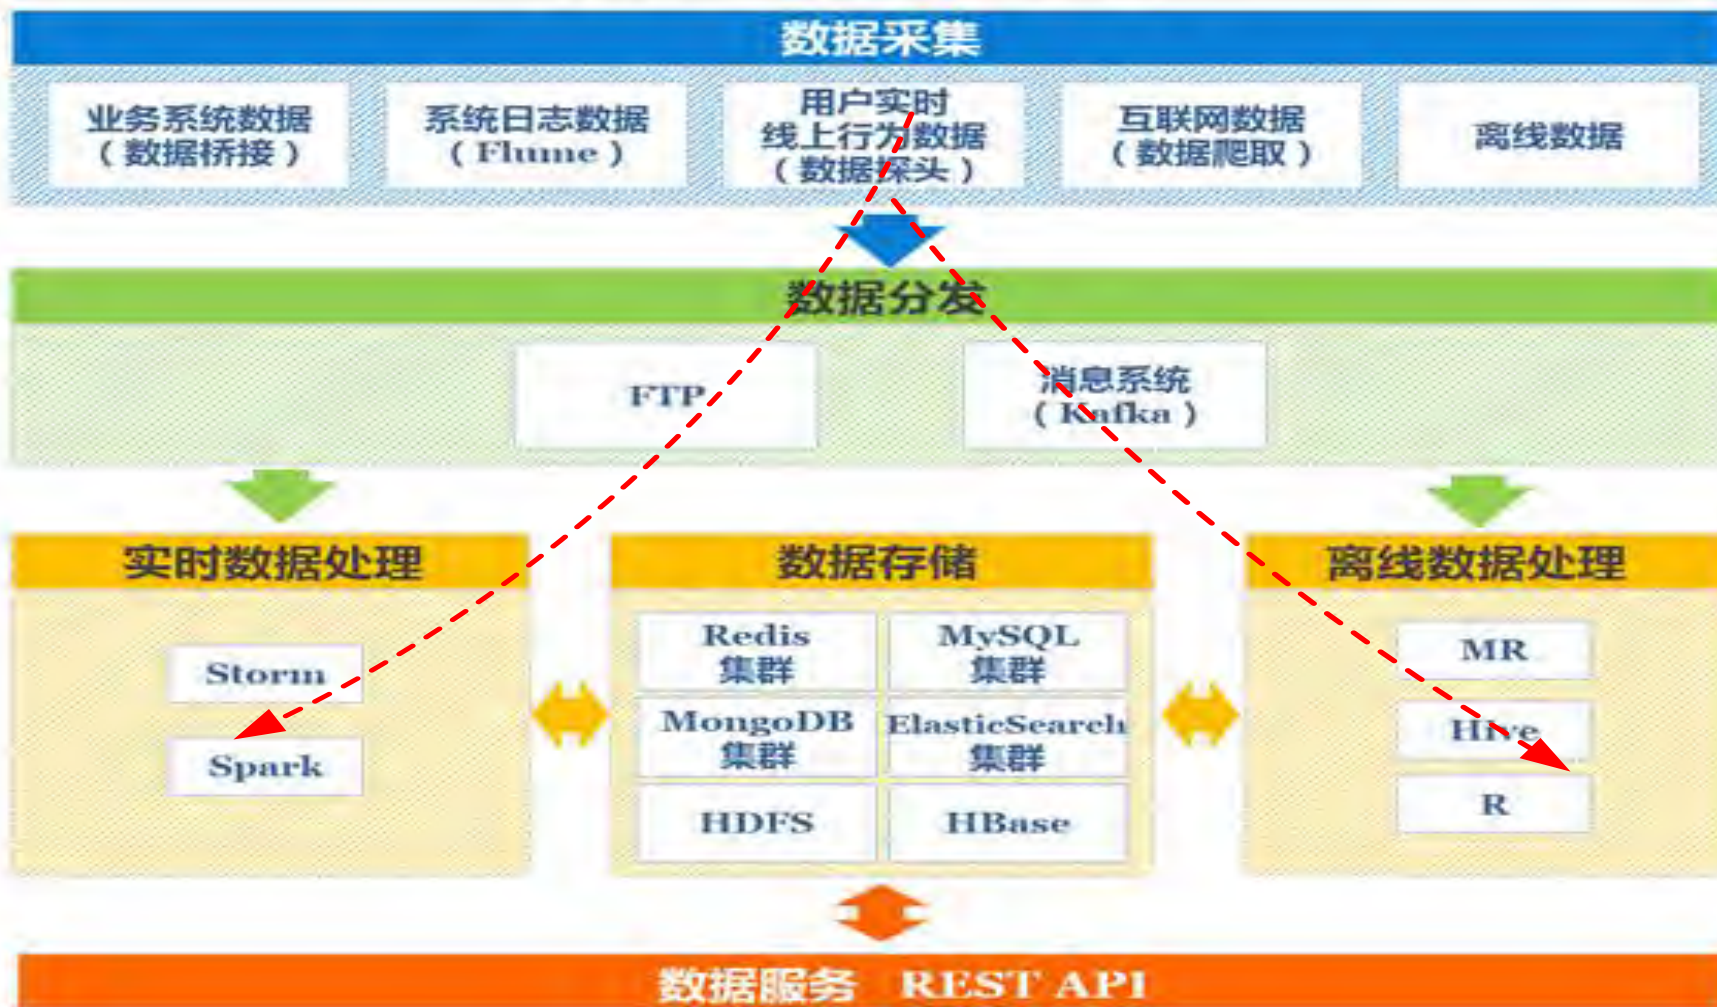 数据采集
业务系统数据
（数据桥接）
系统日志数据
（Flume）
用户实时
线上行为数据
（数据探头）
互联网数据
（数据爬取）
离线数据
数据分发
FTP
消息系统
（Kafka）
实时数据处理
Storm
Spark
数据存储
Redis
集群
MySQL
集群
MongoDB
集群
ElasticSearch
集群
HDFS
HBase
离线数据处理
MR
Hive
R
数据服务 REST API